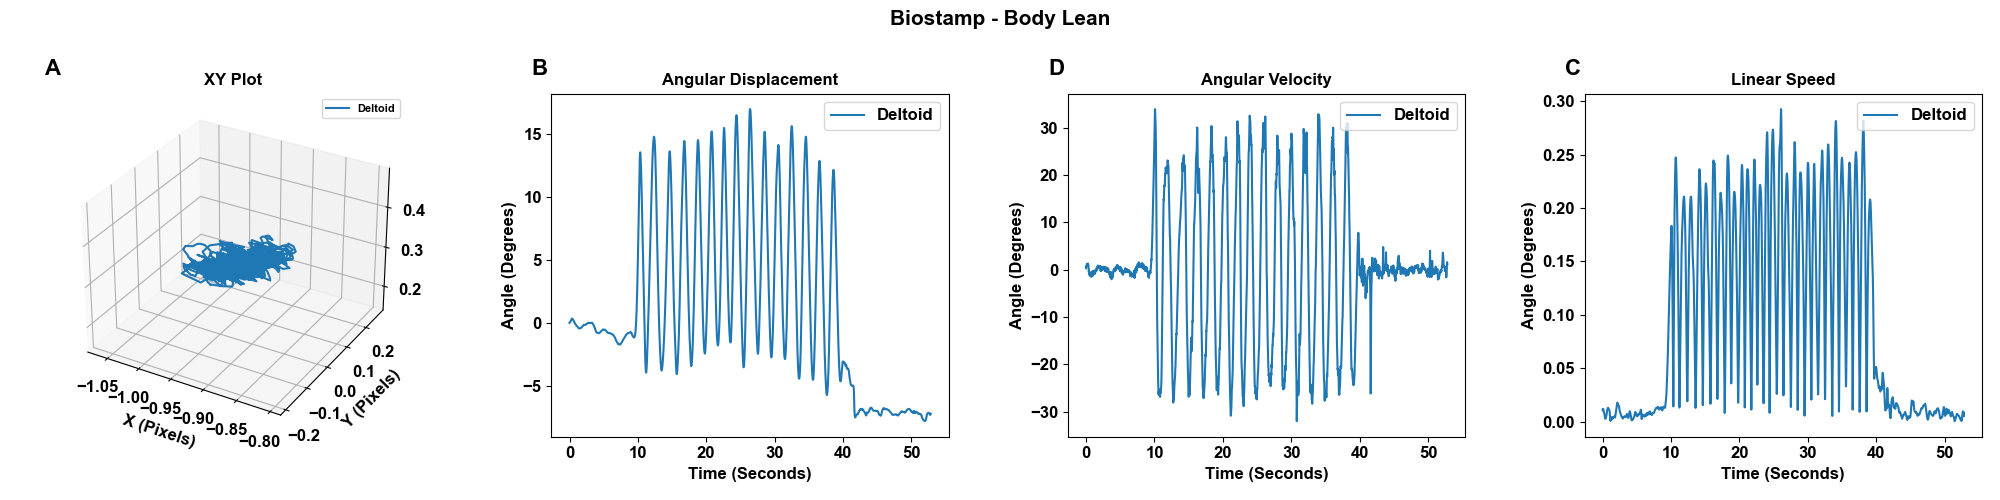 Biostamp - Body Lean
A
XY Plot
Deltoid
0.4
0.3
0.2
0.2
0.1
0.0
−0.1
−0.2
Y (Pixels)
−1.05
−1.00
−0.95
−0.90
−0.85
−0.80
X (Pixels)
B
Angular Displacement
Deltoid
15
10
5
0
−5
Angle (Degrees)
0 10 20 30 40 50
Time (Seconds)
D
Angular Velocity
Deltoid
30
20
10
0
−10
−20
−30
Angle (Degrees)
0 10 20 30 40 50
Time (Seconds)
C
Linear Speed
Deltoid
0.30
0.25
0.20
0.15
0.10
0.05
0.00
Angle (Degrees)
0 10 20 30 40 50
Time (Seconds)